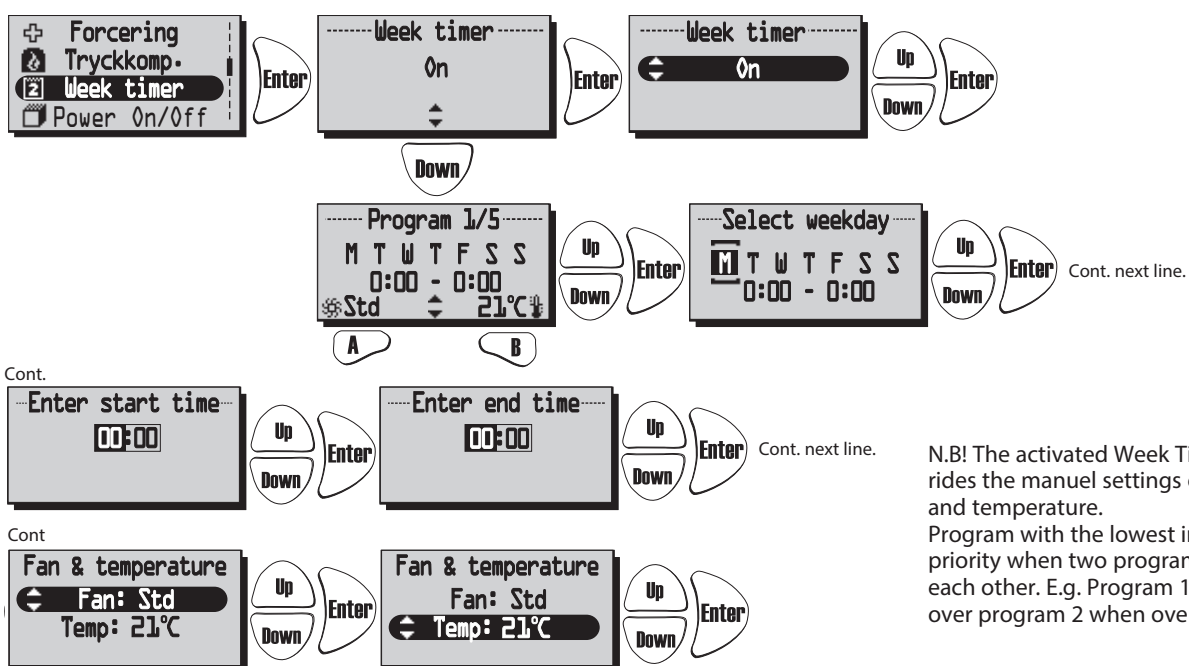 Forcering
Tryckkomp.
Week timer
Power On/Off
Enter
Week timer
On
Enter
Down
Week timer
On
Up
Down
Enter
Program 1/5
M T W T F S S
0:00 - 0:00
Std 21°C
A B
Up
Down
Enter
Select weekday
M T W T F S S
0:00 - 0:00
Up
Down
Enter
Cont. next line.
Cont.
Enter start time
00:00
Up
Down
Enter
Enter end time
00:00
Up
Down
Enter
Cont. next line.
Cont
Fan & temperature
Fan: Std
Temp: 21°C
Up
Down
Enter
Fan & temperature
Fan: Std
Temp: 21°C
Up
Down
Enter
N.B! The activated Week
rides the manuel settings
and temperature.
Program with the lowest
priority when two
each other. E.g. Program 1
over program 2 when